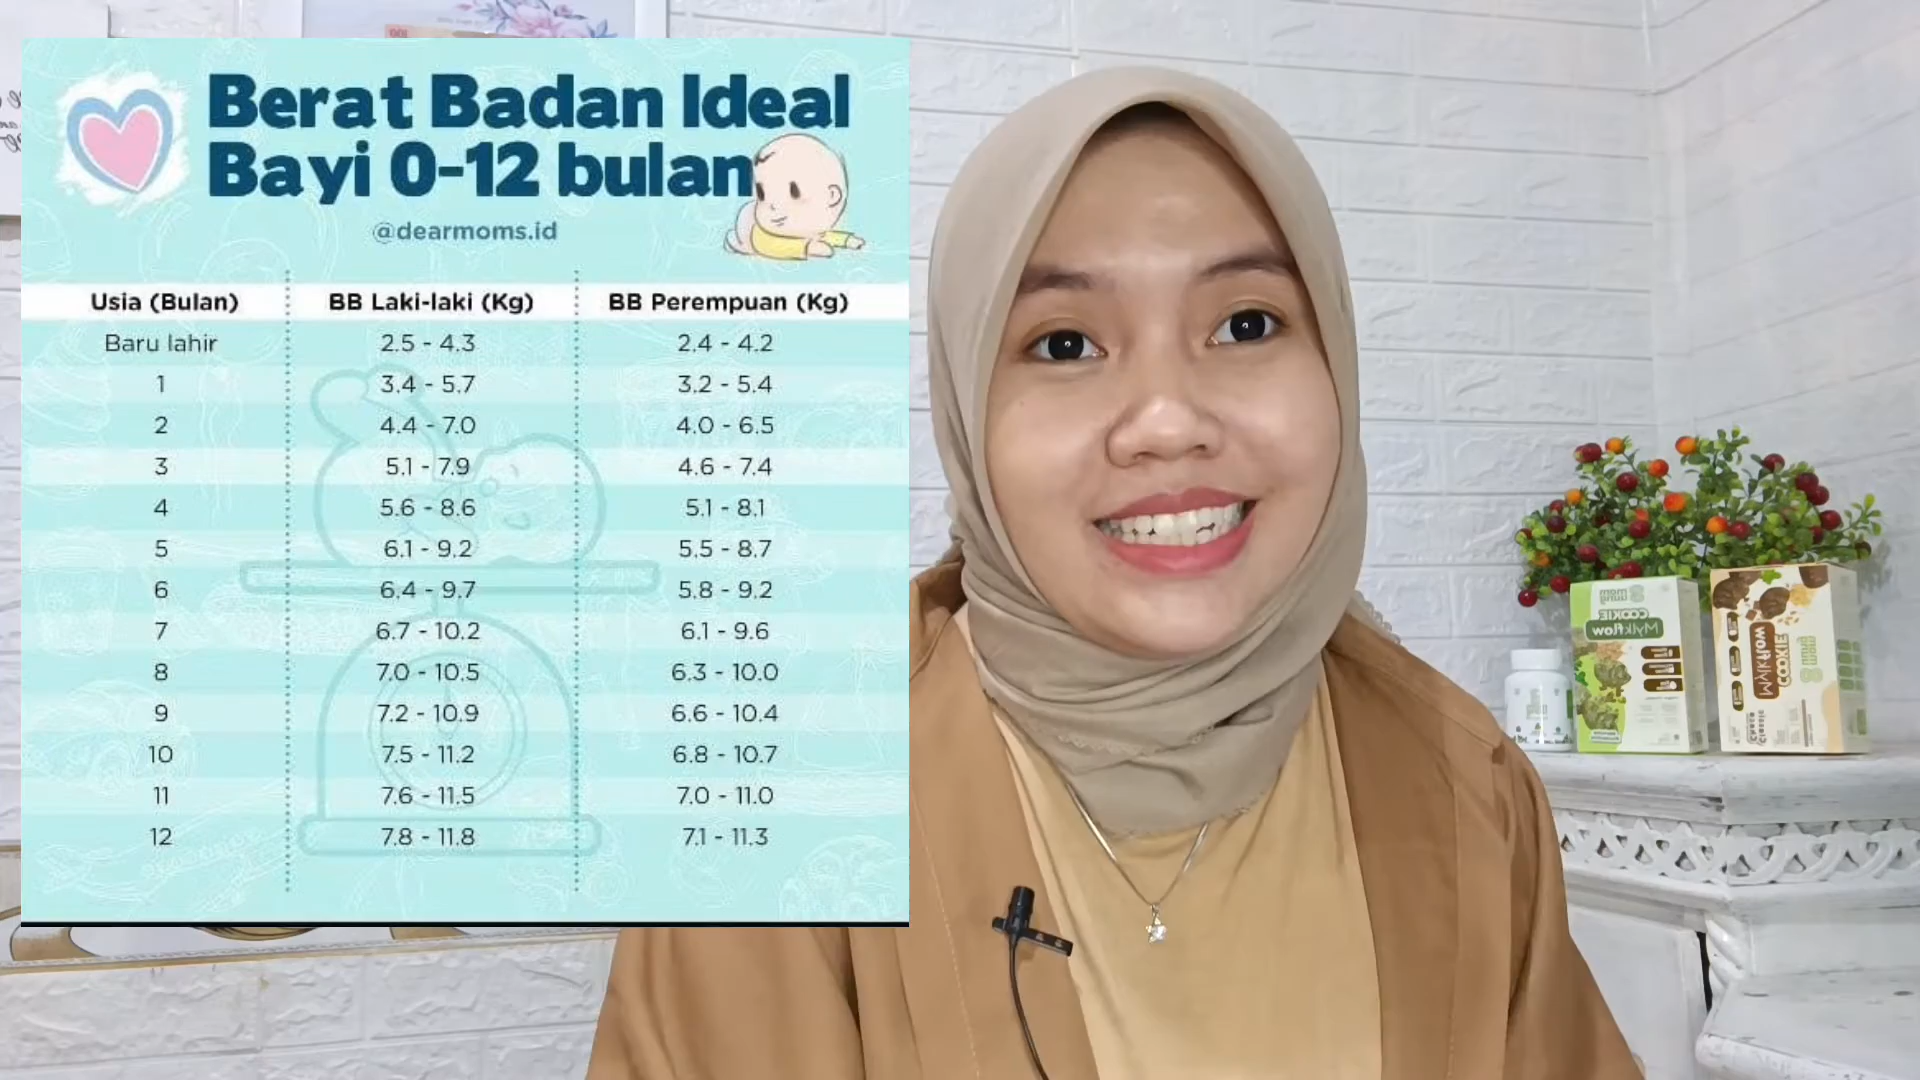 Berat Badan Ideal
Bayi 0-12 bulan
@dearmoms.id
Usia (Bulan) BB Laki-laki (Kg) BB Perempuan (Kg)
Baru lahir 2.5 - 4.3 2.4 - 4.2
1 3.4 - 5.7 3.2 - 5.4
2 4.4 - 7.0 4.0 - 6.5
3 5.1 - 7.9 4.6 - 7.4
4 5.6 - 8.6 5.1 - 8.1
5 6.1 - 9.2 5.5 - 8.7
6 6.4 - 9.7 5.8 - 9.2
7 6.7 - 10.2 6.1 - 9.6
8 7.0 - 10.5 6.3 - 10.0
9 7.2 - 10.9 6.6 - 10.4
10 7.5 - 11.2 6.8 - 10.7
11 7.6 - 11.5 7.0 - 11.0
12 7.8 - 11.8 7.1 - 11.3
mom
COOKIE
Mylkflow
mom
COOKIE
Mylkflow